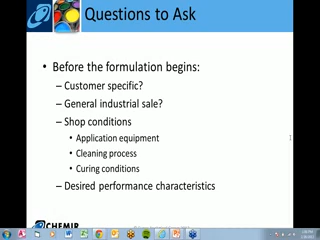 Questions to Ask
• Before the formulation begins:
– Customer specific?
– General industrial sale?
– Shop conditions
• Application equipment
• Cleaning process
• Curing conditions
– Desired performance characteristics
CHEMIR